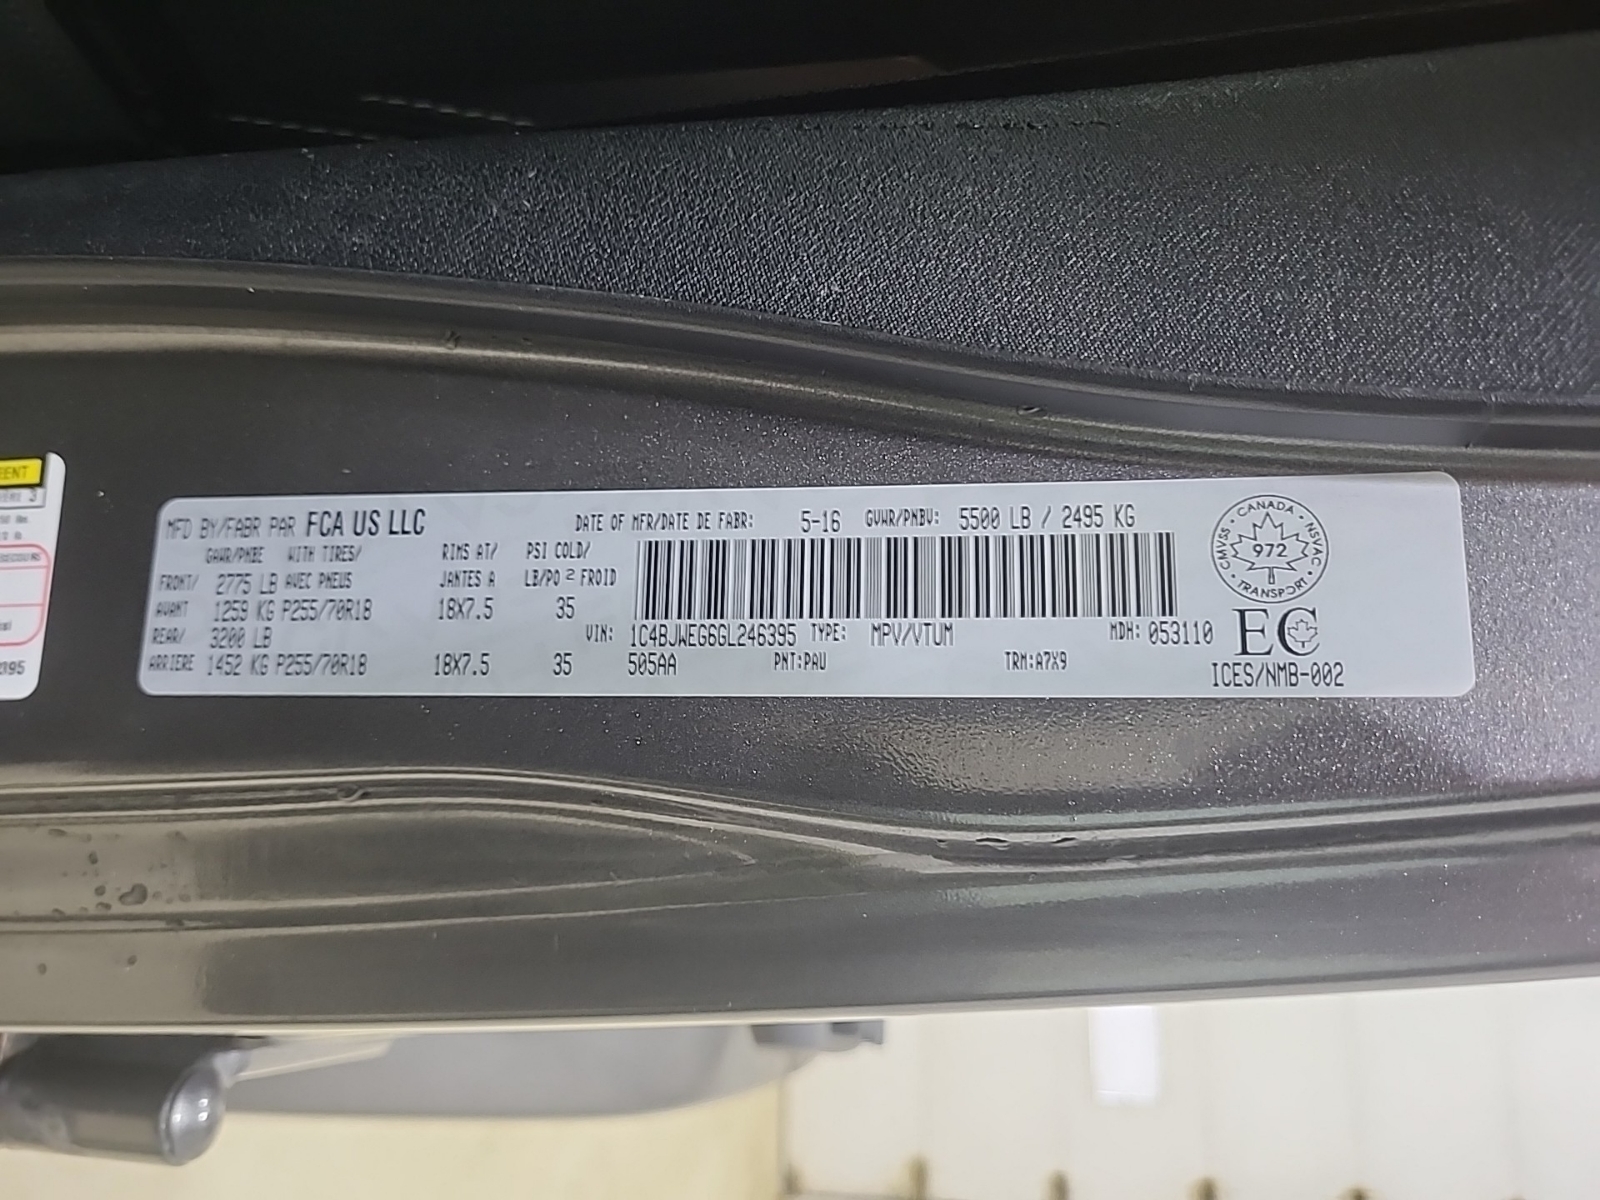 MFD BY/FABR PAR FCA US LLC DATE OF MFR/DATE DE FABR: 5-16 GVWR/PNBV: 5500 LB / 2495 KG
GAWR/PNBE WITH TIRES/ RIMS AT/ PSI COLD/
FRONT/ 2775 LB AVEC PNEUS JANTES A LB/PO² FROID
AVANT 1259 KG P255/70R18 18X7.5 35
REAR/ 3200 LB VIN: 1C4BJWEG6GL246395 TYPE: MPV/VTUM MDH: 053110
ARRIERE 1452 KG P255/70R18 18X7.5 35 505AA PNT:PAU TRM:A7X9
CANADA · NSVAC · TRANSPORT · CMVSS ·
972
EC
ICES/NMB-002
3